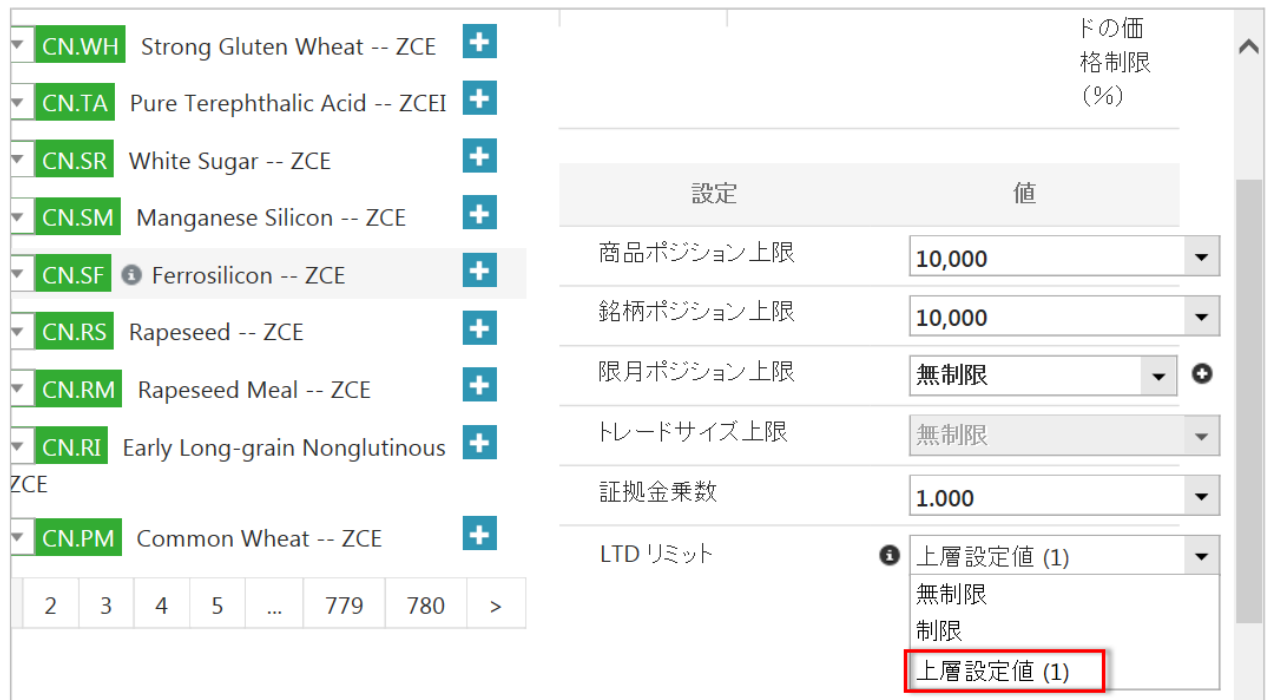 CN.WH Strong Gluten Wheat -- ZCE
CN.TA Pure Terephthalic Acid -- ZCEI
CN.SR White Sugar -- ZCE
CN.SM Manganese Silicon -- ZCE
CN.SF Ferrosilicon -- ZCE
CN.RS Rapeseed -- ZCE
CN.RM Rapeseed Meal -- ZCE
CN.RI Early Long-grain Nonglutinous
ZCE
CN.PM Common Wheat -- ZCE
2 3 4 5 ... 779 780 >
ドの価
格制限
(%)
設定 値
商品ポジション上限 10,000
銘柄ポジション上限 10,000
限月ポジション上限 無制限
トレードサイズ上限 無制限
証拠金乗数 1.000
LTD リミット 上層設定値 (1)
無制限
制限
上層設定値 (1)